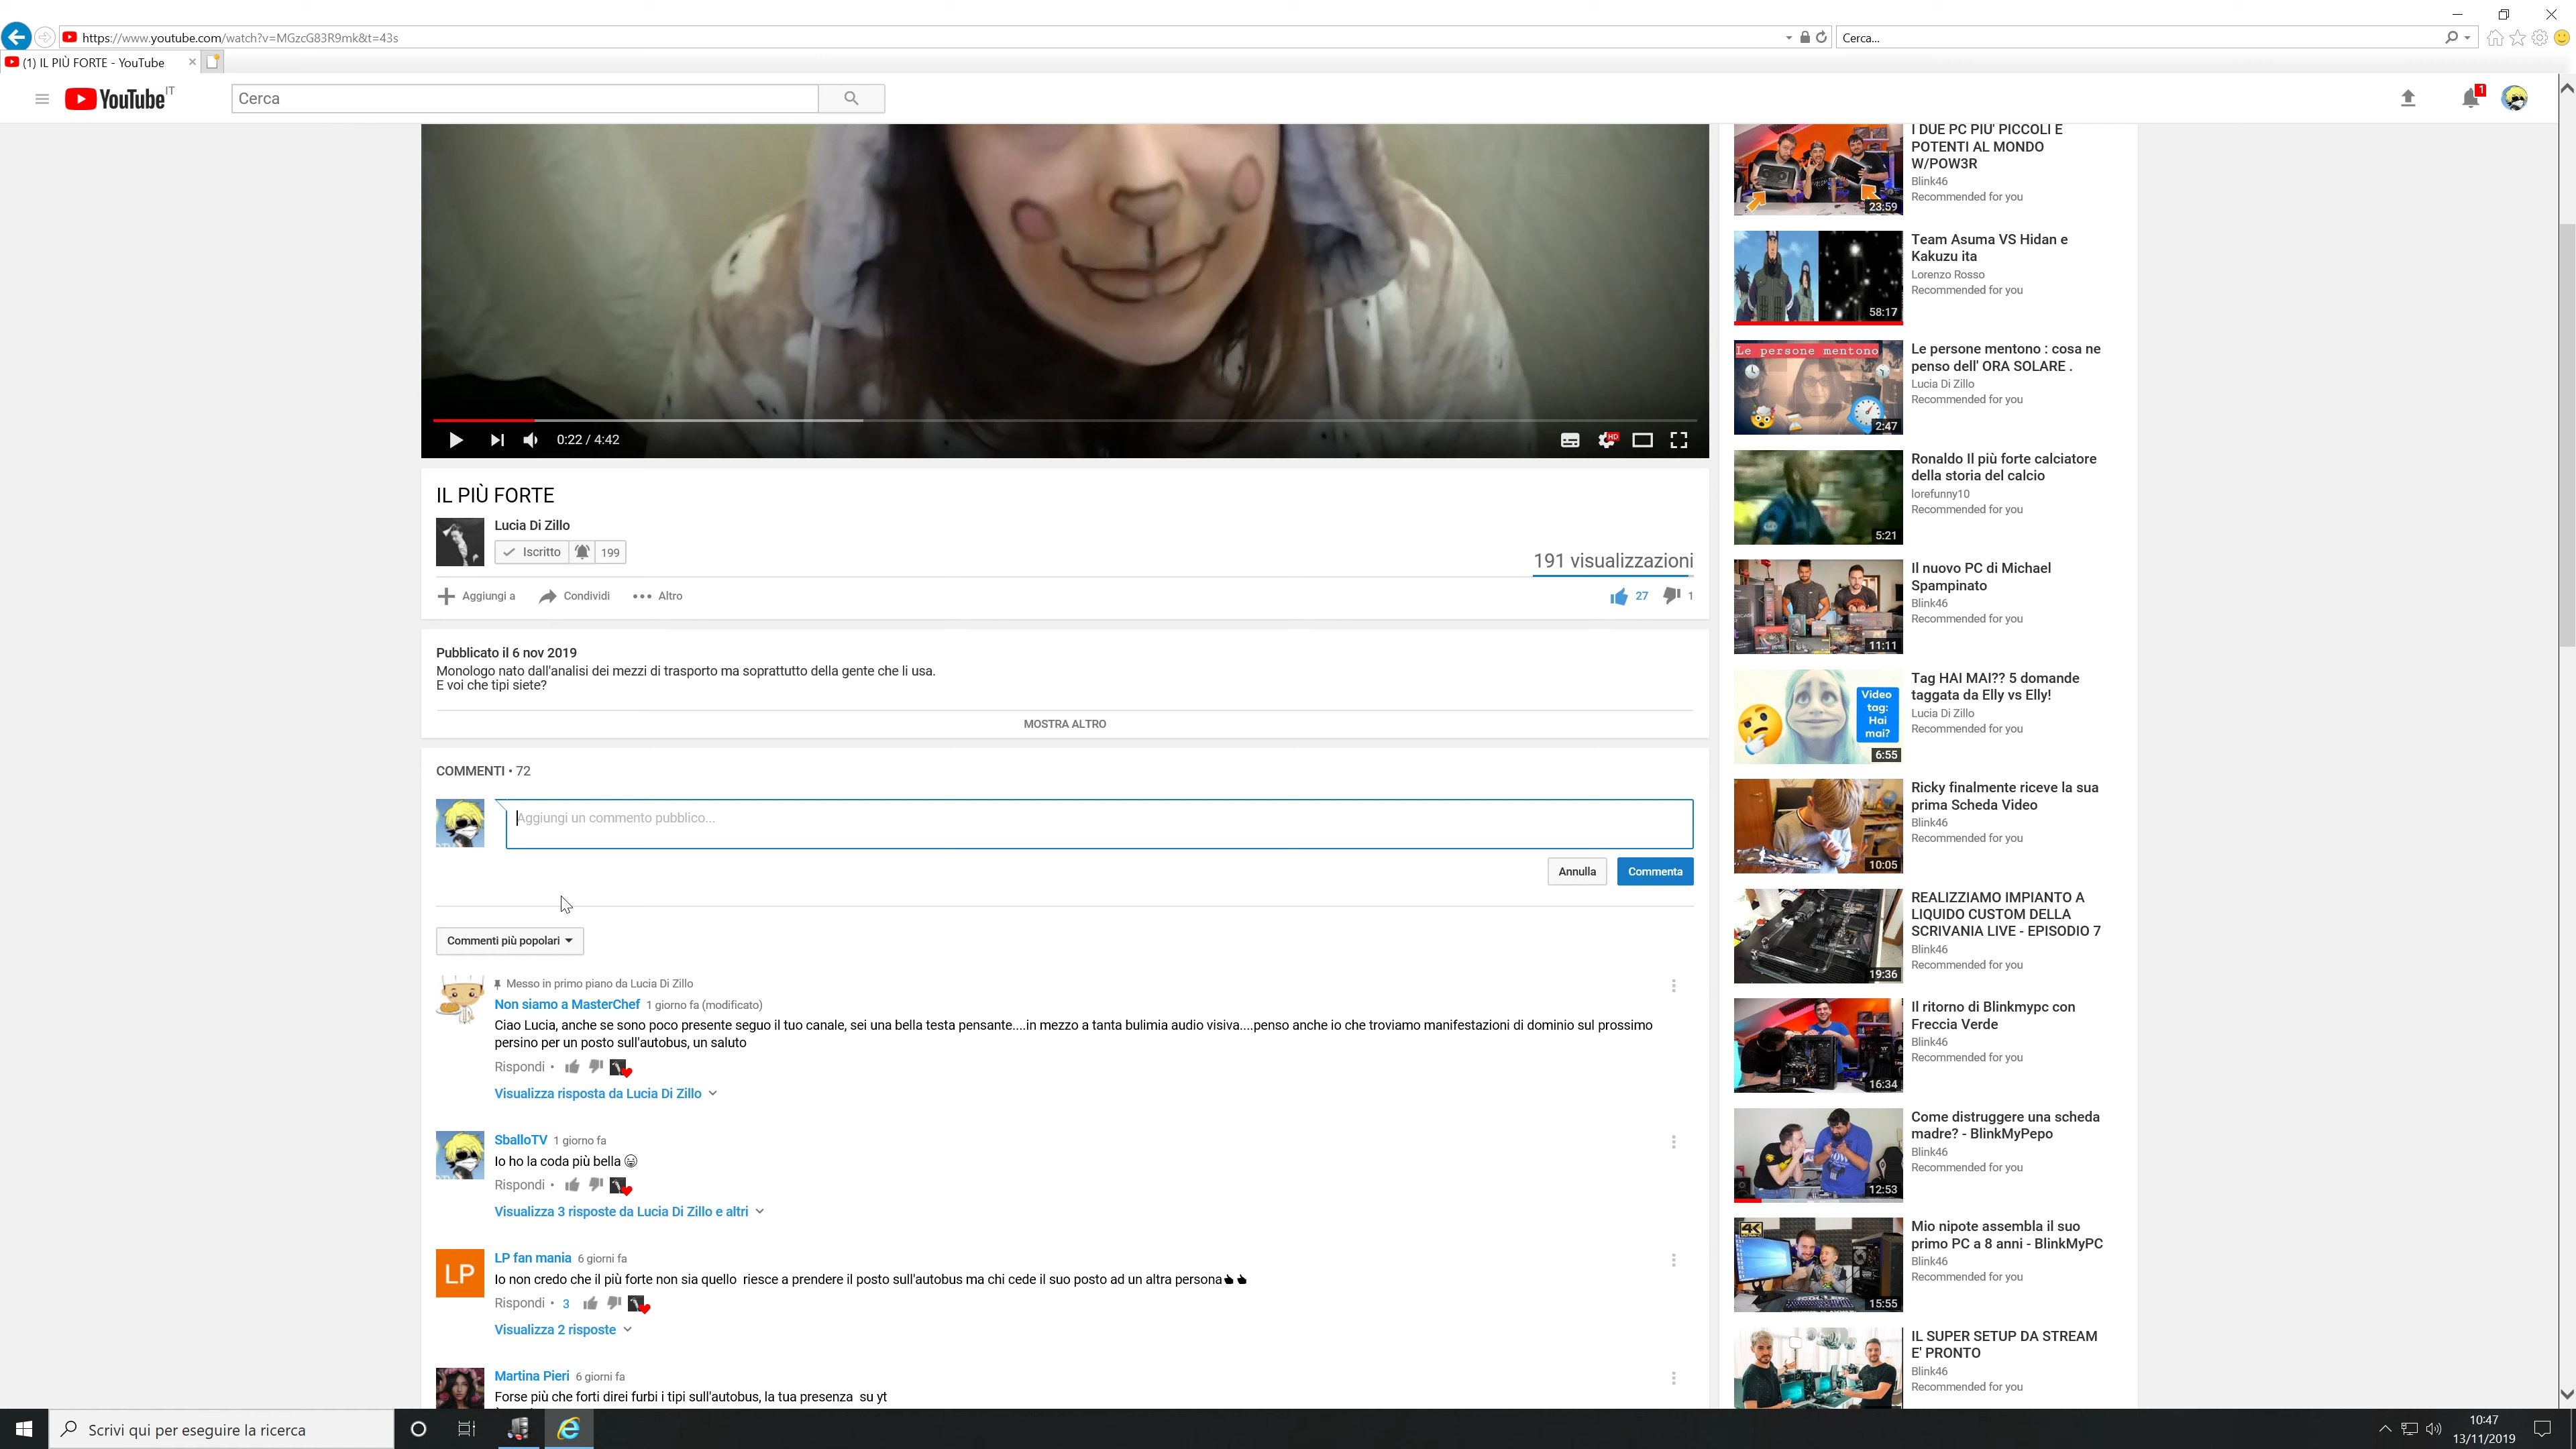 https://www.youtube.com/watch?v=MGzcG83R9mk&t=43s
Cerca...
(1) IL PIÙ FORTE - YouTube
YouTube IT
Cerca
1
0:22 / 4:42
HD
IL PIÙ FORTE
Lucia Di Zillo
Iscritto
199
191 visualizzazioni
Aggiungi a
Condividi
Altro
27
1
Pubblicato il 6 nov 2019
Monologo nato dall'analisi dei mezzi di trasporto ma soprattutto della gente che li usa.
E voi che tipi siete?
MOSTRA ALTRO
COMMENTI • 72
Aggiungi un commento pubblico...
Annulla
Commenta
Commenti più popolari
Messo in primo piano da Lucia Di Zillo
Non siamo a MasterChef 1 giorno fa (modificato)
Ciao Lucia, anche se sono poco presente seguo il tuo canale, sei una bella testa pensante....in mezzo a tanta bulimia audio visiva....penso anche io che troviamo manifestazioni di dominio sul prossimo
persino per un posto sull'autobus, un saluto
Rispondi •
Visualizza risposta da Lucia Di Zillo
SballoTV 1 giorno fa
Io ho la coda più bella 😀
Rispondi •
Visualizza 3 risposte da Lucia Di Zillo e altri
LP
LP fan mania 6 giorni fa
Io non credo che il più forte non sia quello riesce a prendere il posto sull'autobus ma chi cede il suo posto ad un altra persona👍👍
Rispondi • 3
Visualizza 2 risposte
Martina Pieri 6 giorni fa
Forse più che forti direi furbi i tipi sull'autobus, la tua presenza su yt
I DUE PC PIU' PICCOLI E
POTENTI AL MONDO
W/POW3R
Blink46
Recommended for you
23:59
Team Asuma VS Hidan e
Kakuzu ita
Lorenzo Rosso
Recommended for you
58:17
Le persone mentono
2:47
Le persone mentono : cosa ne
penso dell' ORA SOLARE .
Lucia Di Zillo
Recommended for you
Ronaldo Il più forte calciatore
della storia del calcio
lorefunny10
Recommended for you
5:21
Il nuovo PC di Michael
Spampinato
Blink46
Recommended for you
11:11
Video
tag:
Hai
mai?
6:55
Tag HAI MAI?? 5 domande
taggata da Elly vs Elly!
Lucia Di Zillo
Recommended for you
Ricky finalmente riceve la sua
prima Scheda Video
Blink46
Recommended for you
10:05
REALIZZIAMO IMPIANTO A
LIQUIDO CUSTOM DELLA
SCRIVANIA LIVE - EPISODIO 7
Blink46
Recommended for you
19:36
Il ritorno di Blinkmypc con
Freccia Verde
Blink46
Recommended for you
16:34
Come distruggere una scheda
madre? - BlinkMyPepo
Blink46
Recommended for you
12:53
4K
15:55
Mio nipote assembla il suo
primo PC a 8 anni - BlinkMyPC
Blink46
Recommended for you
IL SUPER SETUP DA STREAM
E' PRONTO
Blink46
Recommended for you
Scrivi qui per eseguire la ricerca
10:47
13/11/2019